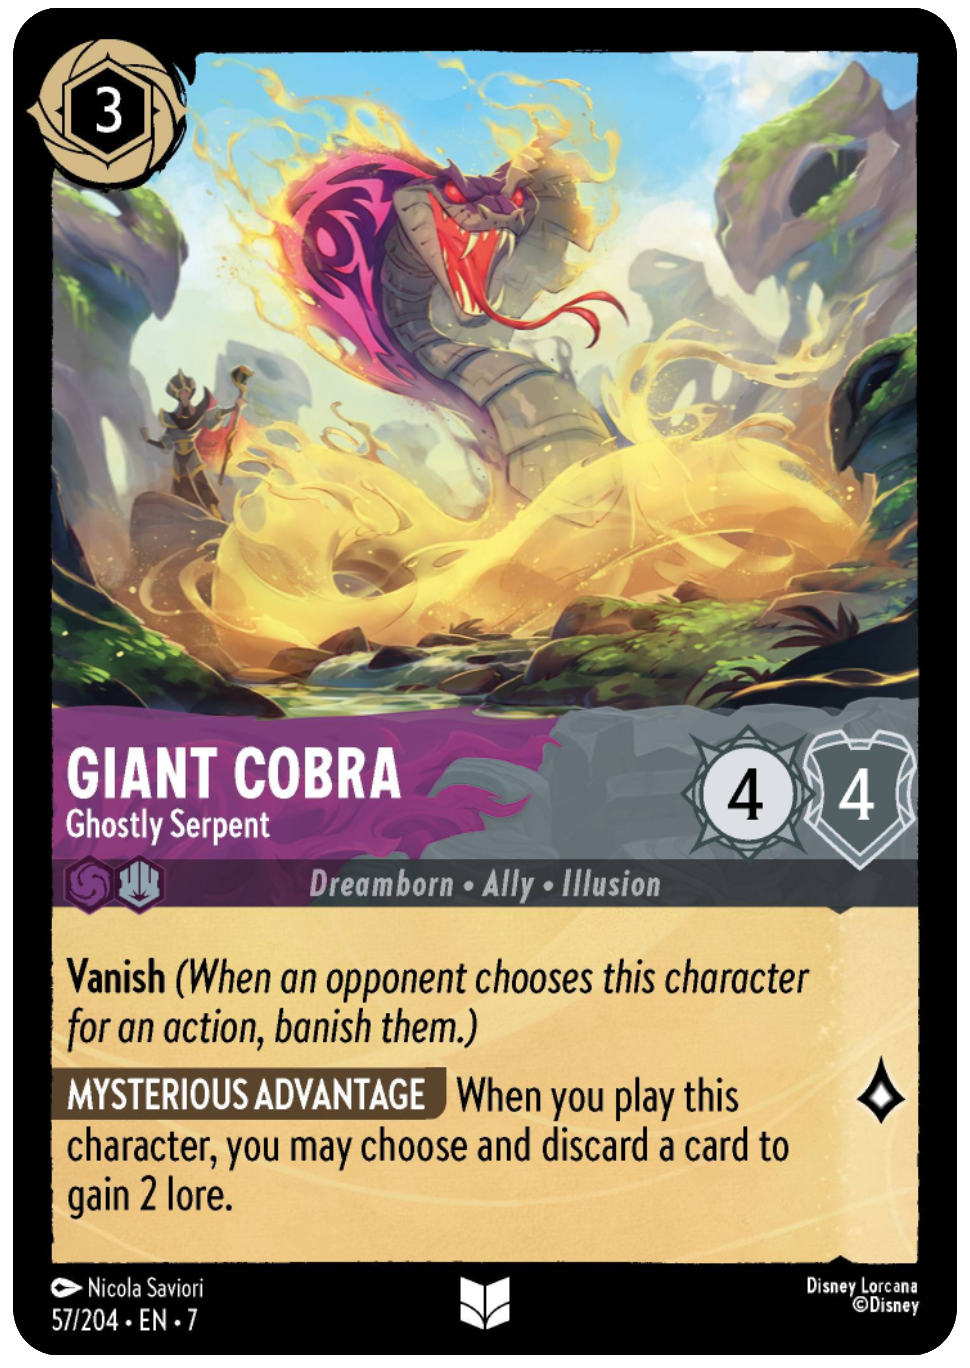 3
GIANT COBRA
Ghostly Serpent
4
4
Dreamborn • Ally • Illusion
Vanish (When an opponent chooses this character
for an action, banish them.)
MYSTERIOUS ADVANTAGE When you play this
character, you may choose and discard a card to
gain 2 lore.
Nicola Saviori
57/204 • EN • 7
Disney Lorcana
©Disney